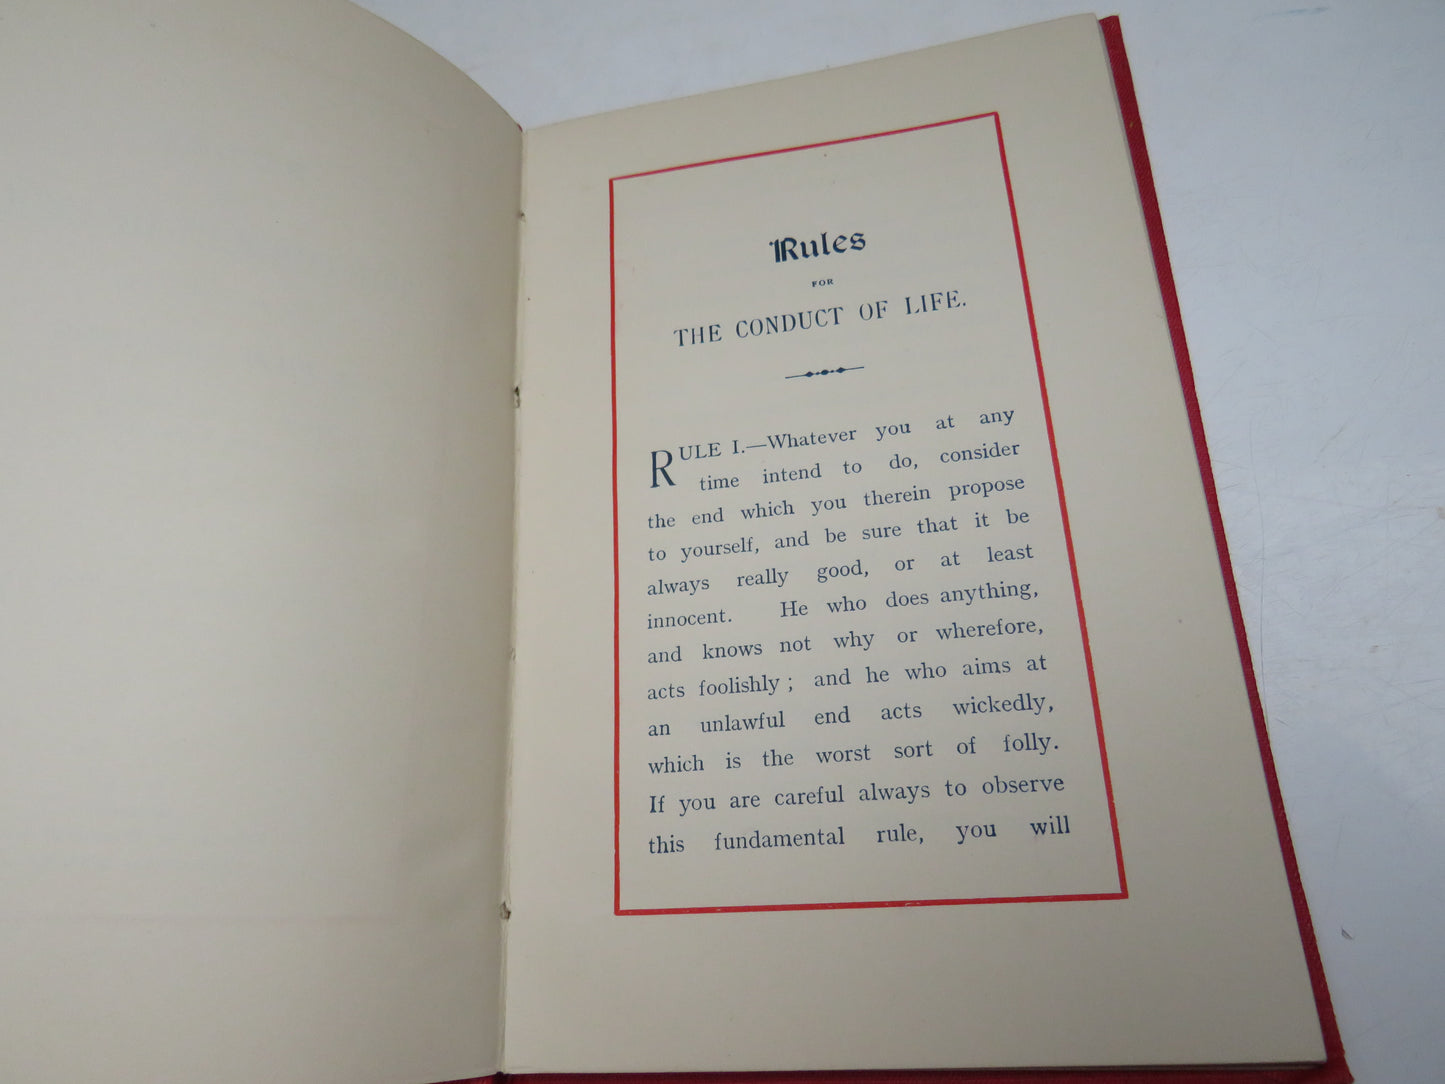 Rules
FOR
THE CONDUCT OF LIFE.
RULE I.—Whatever you at any
time intend to do, consider
the end which you therein propose
to yourself, and be sure that it be
always really good, or at least
innocent. He who does anything,
and knows not why or wherefore,
acts foolishly ; and he who aims at
an unlawful end acts wickedly,
which is the worst sort of folly.
If you are careful always to observe
this fundamental rule, you will